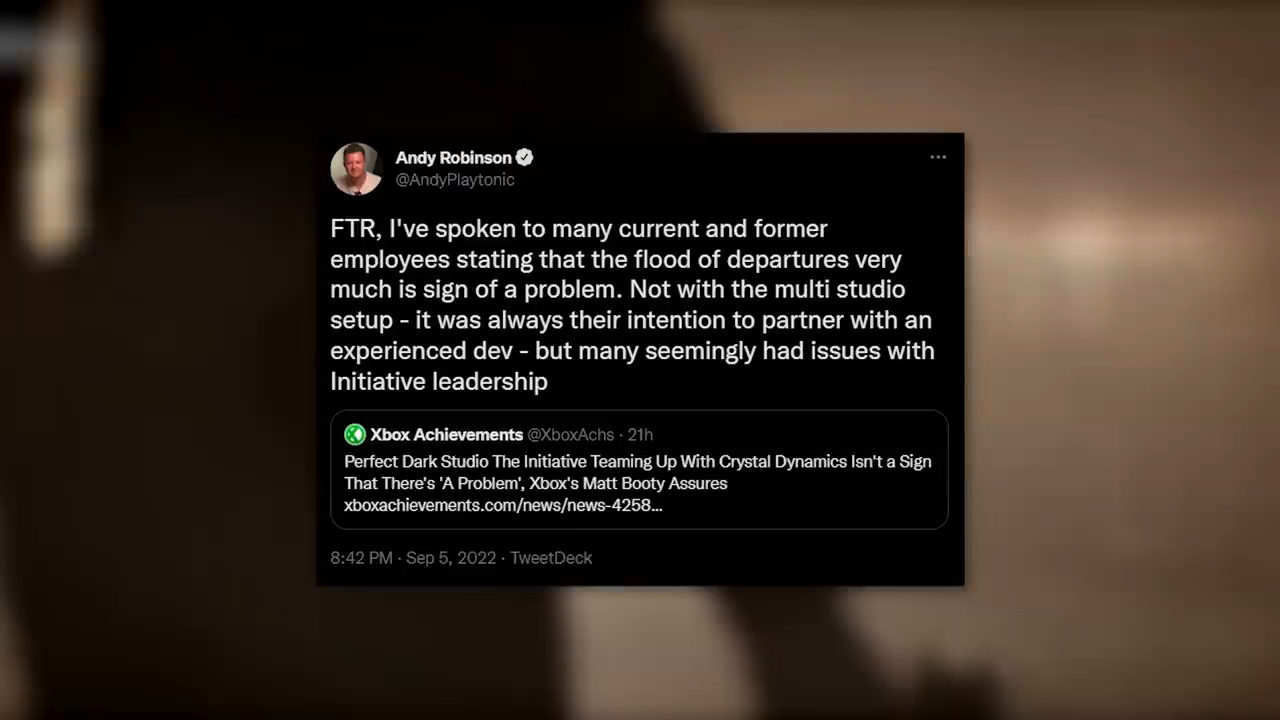 Andy Robinson
@AndyPlaytonic
FTR, I've spoken to many current and former
employees stating that the flood of departures very
much is sign of a problem. Not with the multi studio
setup - it was always their intention to partner with an
experienced dev - but many seemingly had issues with
Initiative leadership
Xbox Achievements @XboxAchs · 21h
Perfect Dark Studio The Initiative Teaming Up With Crystal Dynamics Isn't a Sign
That There's 'A Problem', Xbox's Matt Booty Assures
xboxachievements.com/news/news-4258...
8:42 PM · Sep 5, 2022 · TweetDeck